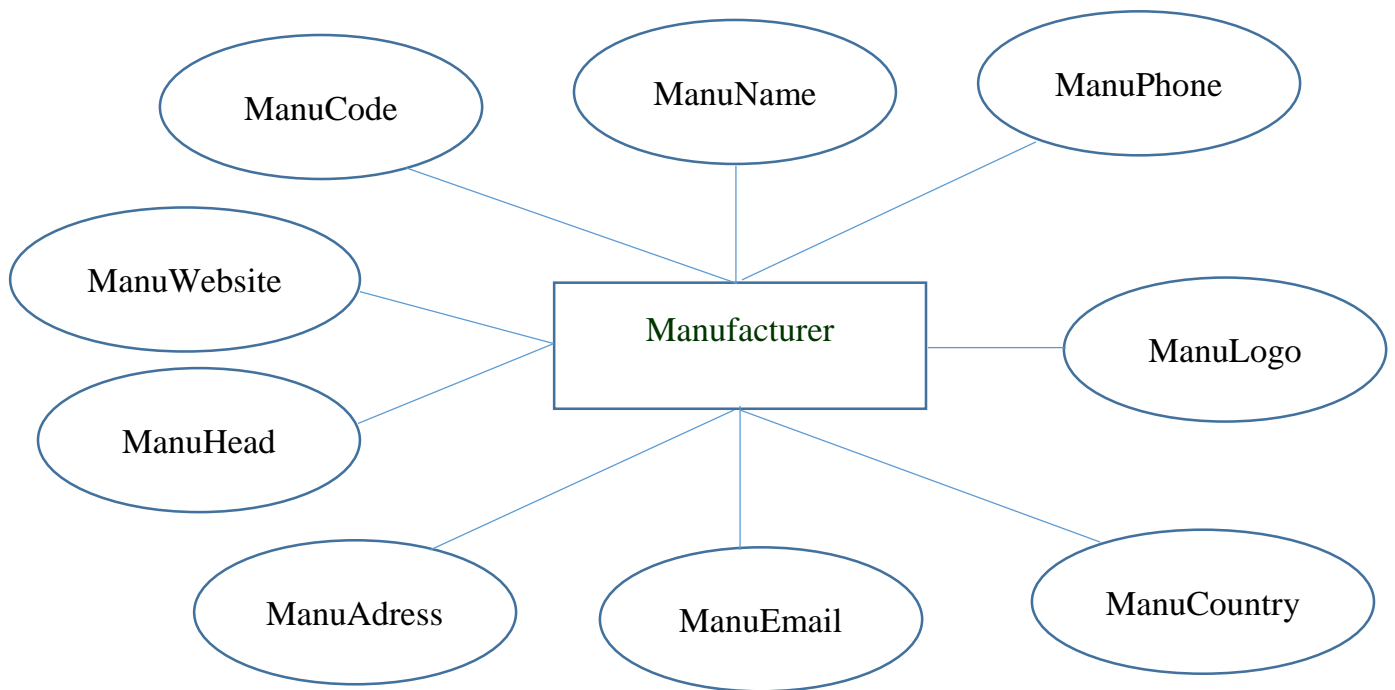 ManuCode
ManuName
ManuPhone
ManuWebsite
Manufacturer
ManuLogo
ManuHead
ManuAdress
ManuEmail
ManuCountry